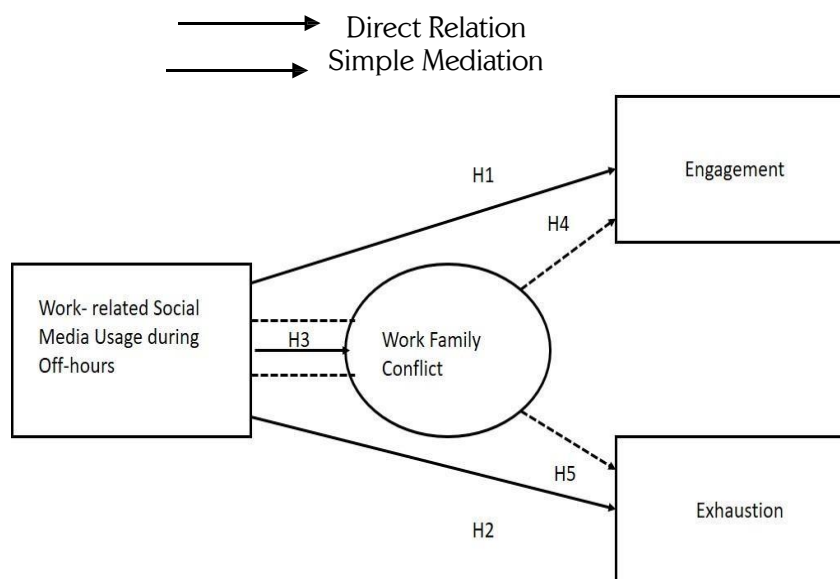 Direct Relation
Simple Mediation
Engagement
H1
H4
Work- related Social
Media Usage during
Off-hours
H3
Work Family
Conflict
H5
Exhaustion
H2